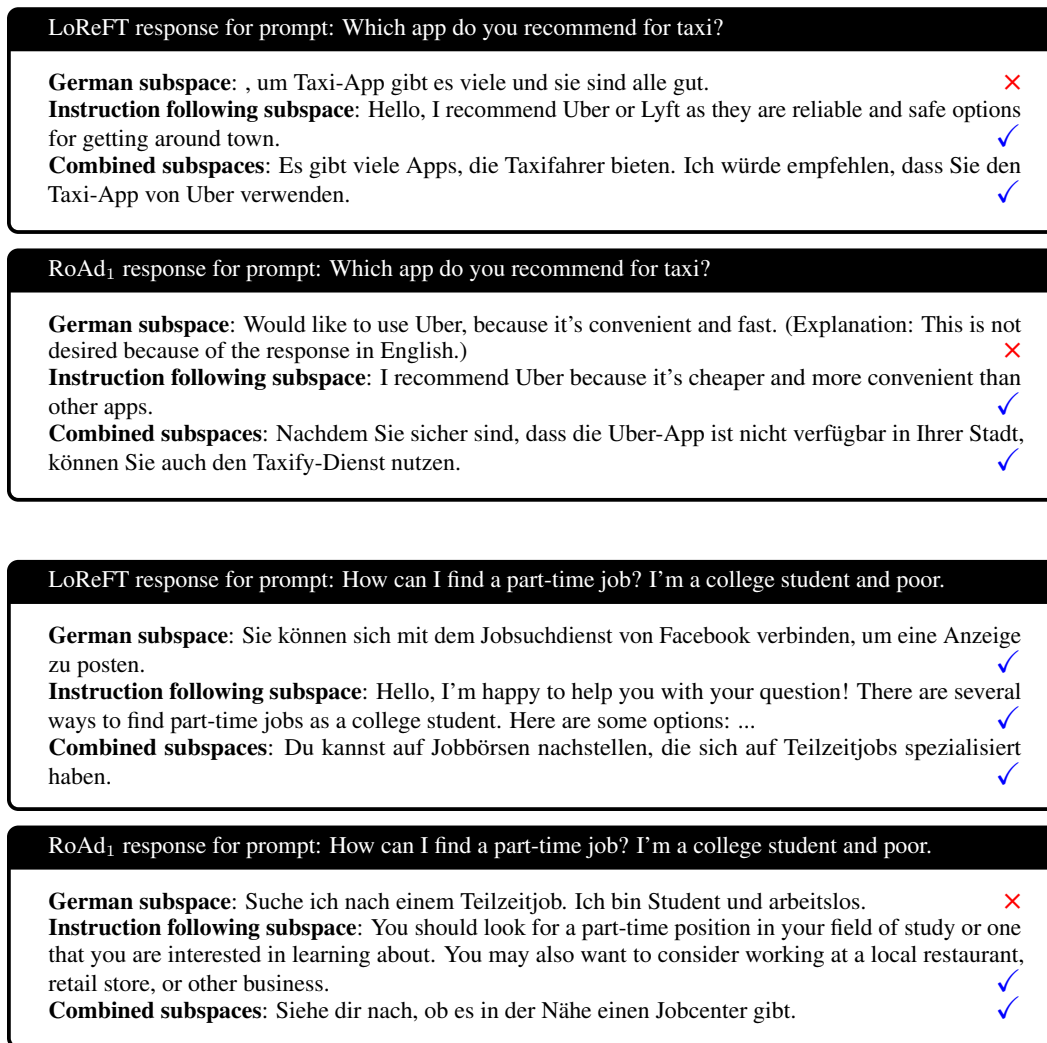 LoReFT response for prompt: Which app do you recommend for taxi?
German subspace: , um Taxi-App gibt es viele und sie sind alle gut. ✗
Instruction following subspace: Hello, I recommend Uber or Lyft as they are reliable and safe options
for getting around town. ✓
Combined subspaces: Es gibt viele Apps, die Taxifahrer bieten. Ich würde empfehlen, dass Sie den
Taxi-App von Uber verwenden. ✓
RoAd₁ response for prompt: Which app do you recommend for taxi?
German subspace: Would like to use Uber, because it's convenient and fast. (Explanation: This is not
desired because of the response in English.) ✗
Instruction following subspace: I recommend Uber because it's cheaper and more convenient than
other apps. ✓
Combined subspaces: Nachdem Sie sicher sind, dass die Uber-App ist nicht verfügbar in Ihrer Stadt,
können Sie auch den Taxify-Dienst nutzen. ✓
LoReFT response for prompt: How can I find a part-time job? I'm a college student and poor.
German subspace: Sie können sich mit dem Jobsuchdienst von Facebook verbinden, um eine Anzeige
zu posten. ✓
Instruction following subspace: Hello, I'm happy to help you with your question! There are several
ways to find part-time jobs as a college student. Here are some options: ... ✓
Combined subspaces: Du kannst auf Jobbörsen nachstellen, die sich auf Teilzeitjobs spezialisiert
haben. ✓
RoAd₁ response for prompt: How can I find a part-time job? I'm a college student and poor.
German subspace: Suche ich nach einem Teilzeitjob. Ich bin Student und arbeitslos. ✗
Instruction following subspace: You should look for a part-time position in your field of study or one
that you are interested in learning about. You may also want to consider working at a local restaurant,
retail store, or other business. ✓
Combined subspaces: Siehe dir nach, ob es in der Nähe einen Jobcenter gibt. ✓